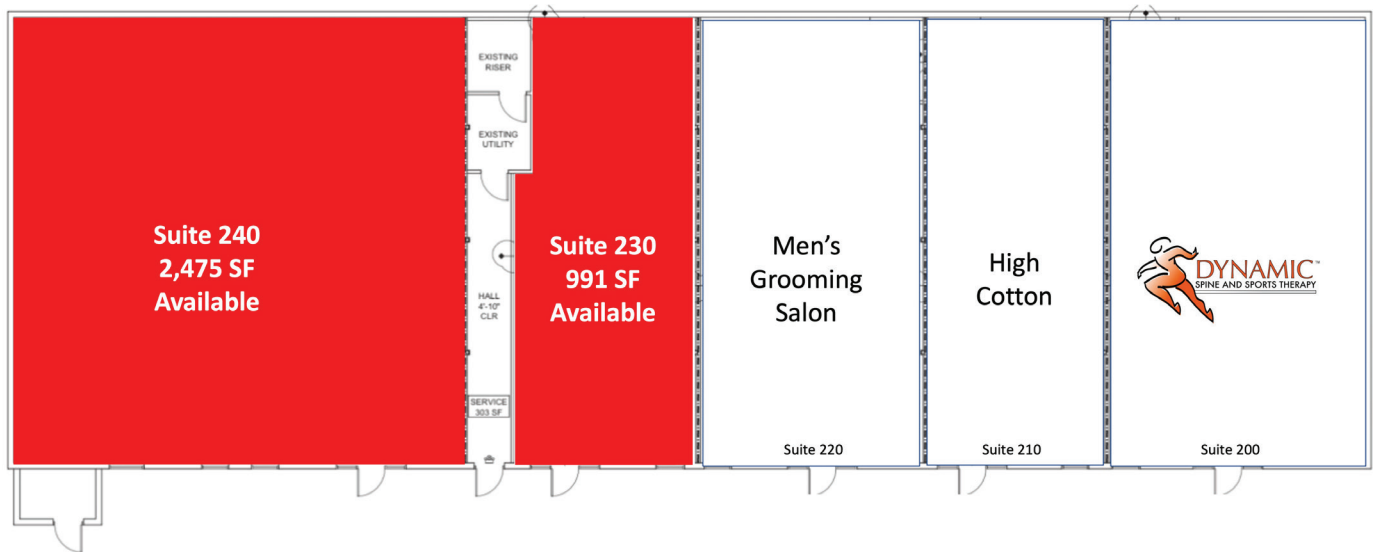 EXISTING
RISER
EXISTING
UTILITY
Suite 240
2,475 SF
Available
HALL
4'-10"
CLR
SERVICE
303 SF
Suite 230
991 SF
Available
Men’s
Grooming
Salon
Suite 220
High
Cotton
Suite 210
DYNAMIC™
SPINE AND SPORTS THERAPY
Suite 200